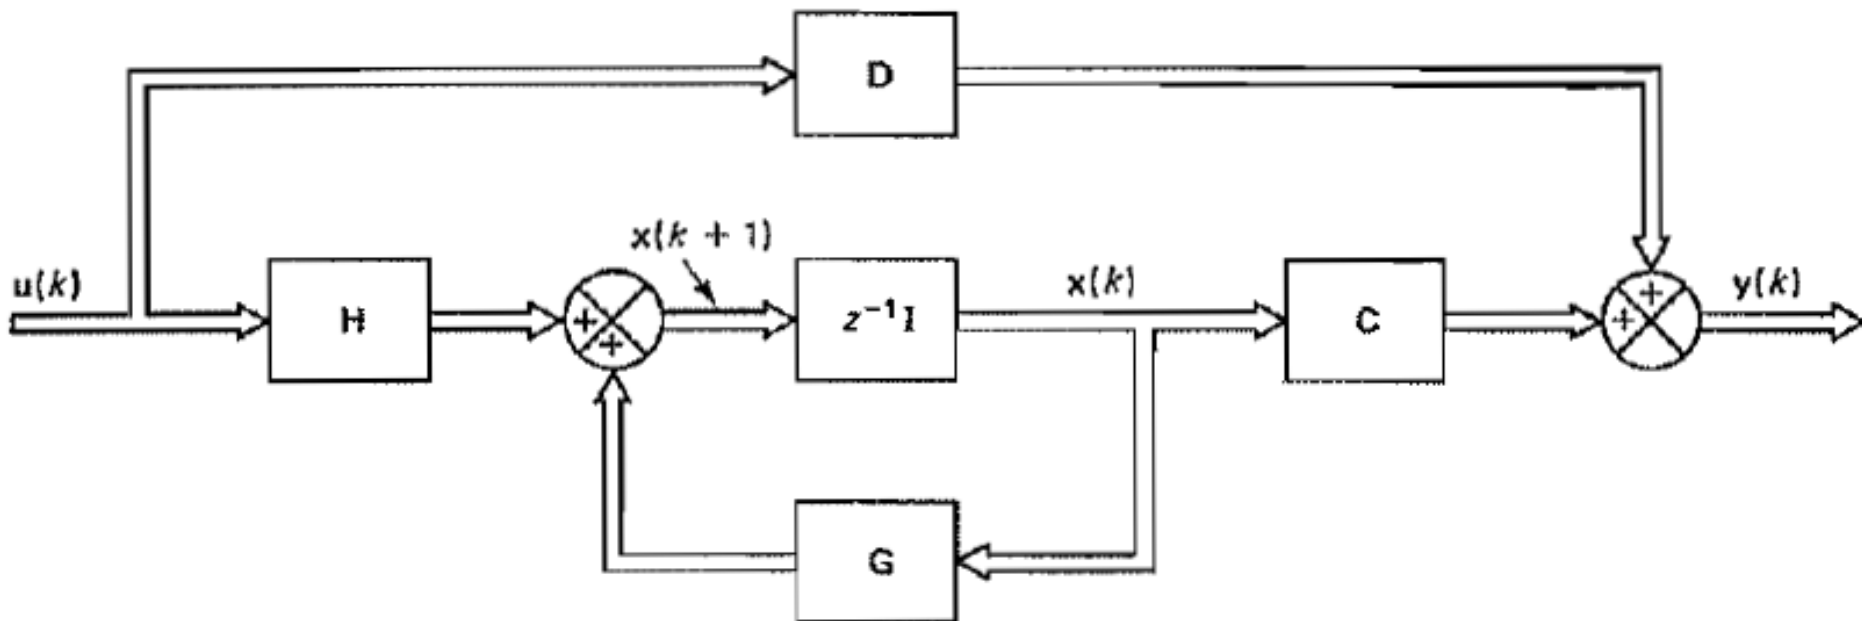 D
x(k + 1)
u(k)
H
+
+
z⁻¹I
x(k)
C
+
+
y(k)
G